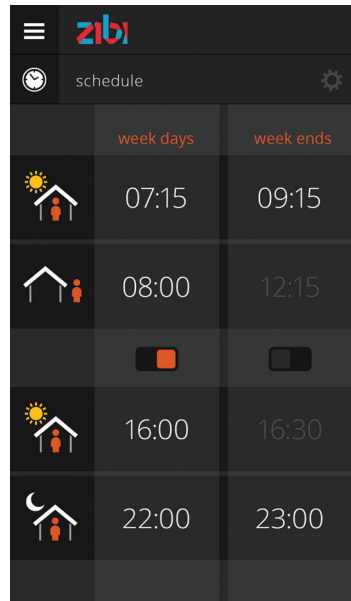 zibi
schedule
week days week ends
07:15 09:15
08:00 12:15
16:00 16:30
22:00 23:00